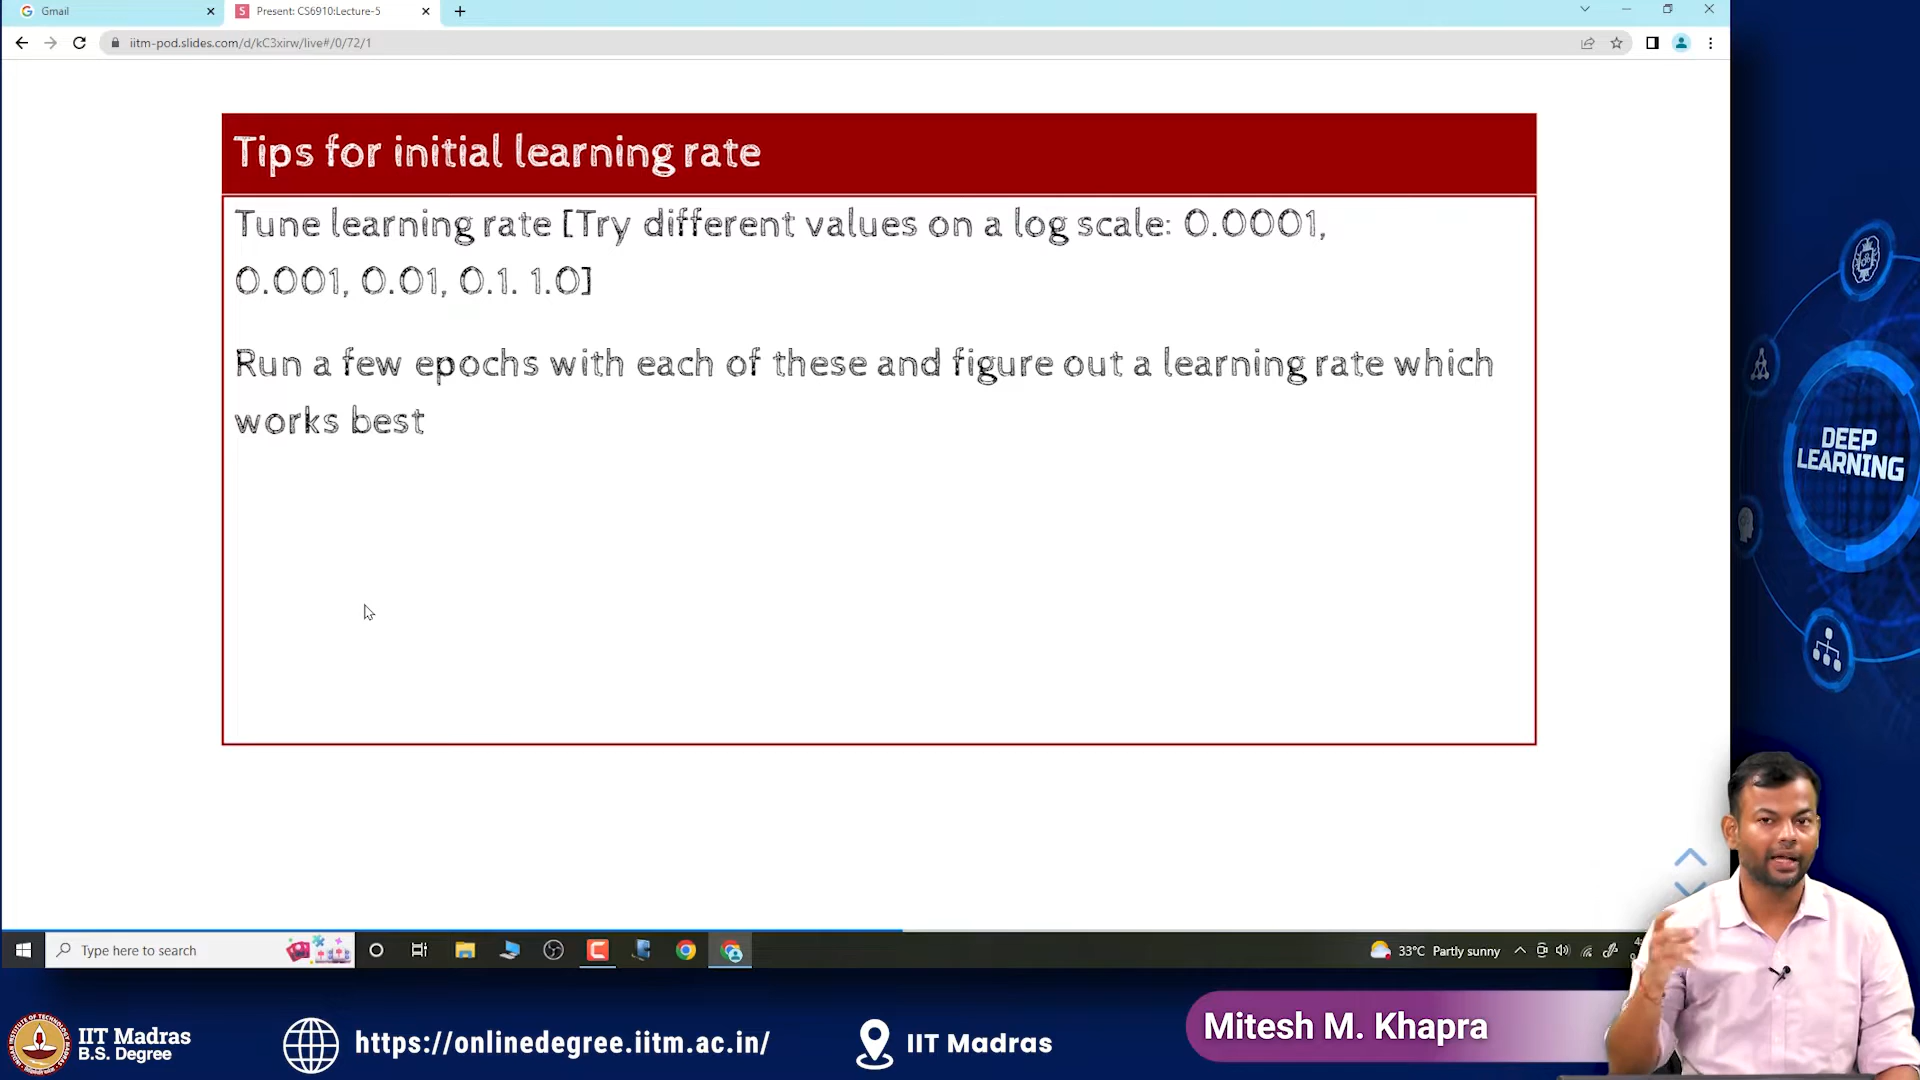 Gmail
Present: CS6910:Lecture-5
iitm-pod.slides.com/d/kC3xirw/live#/0/72/1
Tips for initial learning rate
Tune learning rate [Try different values on a log scale: 0.0001,
0.001, 0.01, 0.1. 1.0]
Run a few epochs with each of these and figure out a learning rate which
works best
DEEP
LEARNING
Type here to search
33°C Partly sunny
IIT Madras
B.S. Degree
https://onlinedegree.iitm.ac.in/
IIT Madras
Mitesh M. Khapra